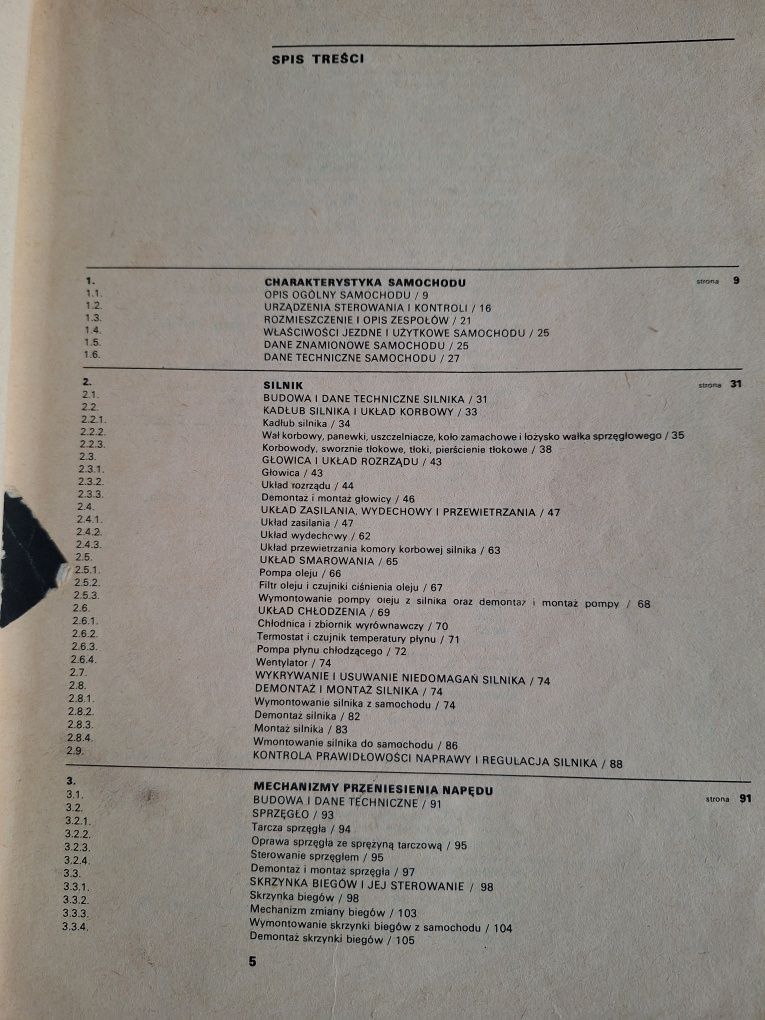 SPIS TREŚCI
1. CHARAKTERYSTYKA SAMOCHODU strona 9
1.1. OPIS OGÓLNY SAMOCHODU / 9
1.2. URZĄDZENIA STEROWANIA I KONTROLI / 16
1.3. ROZMIESZCZENIE I OPIS ZESPOŁÓW / 21
1.4. WŁAŚCIWOŚCI JEZDNE I UŻYTKOWE SAMOCHODU / 25
1.5. DANE ZNAMIONOWE SAMOCHODU / 25
1.6. DANE TECHNICZNE SAMOCHODU / 27
2. SILNIK strona 31
2.1. BUDOWA I DANE TECHNICZNE SILNIKA / 31
2.2. KADŁUB SILNIKA I UKŁAD KORBOWY / 33
2.2.1. Kadłub silnika / 34
2.2.2. Wał korbowy, panewki, uszczelniacze, koło zamachowe i łożysko wałka sprzęgłowego / 35
2.2.3. Korbowody, sworznie tłokowe, tłoki, pierścienie tłokowe / 38
2.3. GŁOWICA I UKŁAD ROZRZĄDU / 43
2.3.1. Głowica / 43
2.3.2. Układ rozrządu / 44
2.3.3. Demontaż i montaż głowicy / 46
2.4. UKŁAD ZASILANIA, WYDECHOWY I PRZEWIETRZANIA / 47
2.4.1. Układ zasilania / 47
2.4.2. Układ wydechowy / 62
2.4.3. Układ przewietrzania komory korbowej silnika / 63
2.5. UKŁAD SMAROWANIA / 65
2.5.1. Pompa oleju / 66
2.5.2. Filtr oleju i czujniki ciśnienia oleju / 67
2.5.3. Wymontowanie pompy oleju z silnika oraz demontaż i montaż pompy / 68
2.6. UKŁAD CHŁODZENIA / 69
2.6.1. Chłodnica i zbiornik wyrównawczy / 70
2.6.2. Termostat i czujnik temperatury płynu / 71
2.6.3. Pompa płynu chłodzącego / 72
2.6.4. Wentylator / 74
2.7. WYKRYWANIE I USUWANIE NIEDOMAGAŃ SILNIKA / 74
2.8. DEMONTAŻ I MONTAŻ SILNIKA / 74
2.8.1. Wymontowanie silnika z samochodu / 74
2.8.2. Demontaż silnika / 82
2.8.3. Montaż silnika / 83
2.8.4. Wmontowanie silnika do samochodu / 86
2.9. KONTROLA PRAWIDŁOWOŚCI NAPRAWY I REGULACJA SILNIKA / 88
3. MECHANIZMY PRZENIESIENIA NAPĘDU strona 91
3.1. BUDOWA I DANE TECHNICZNE / 91
3.2. SPRZĘGŁO / 93
3.2.1. Tarcza sprzęgła / 94
3.2.2. Oprawa sprzęgła ze sprężyną tarczową / 95
3.2.3. Sterowanie sprzęgłem / 95
3.2.4. Demontaż i montaż sprzęgła / 97
3.3. SKRZYNKA BIEGÓW I JEJ STEROWANIE / 98
3.3.1. Skrzynka biegów / 98
3.3.2. Mechanizm zmiany biegów / 103
3.3.3. Wymontowanie skrzynki biegów z samochodu / 104
3.3.4. Demontaż skrzynki biegów / 105
5